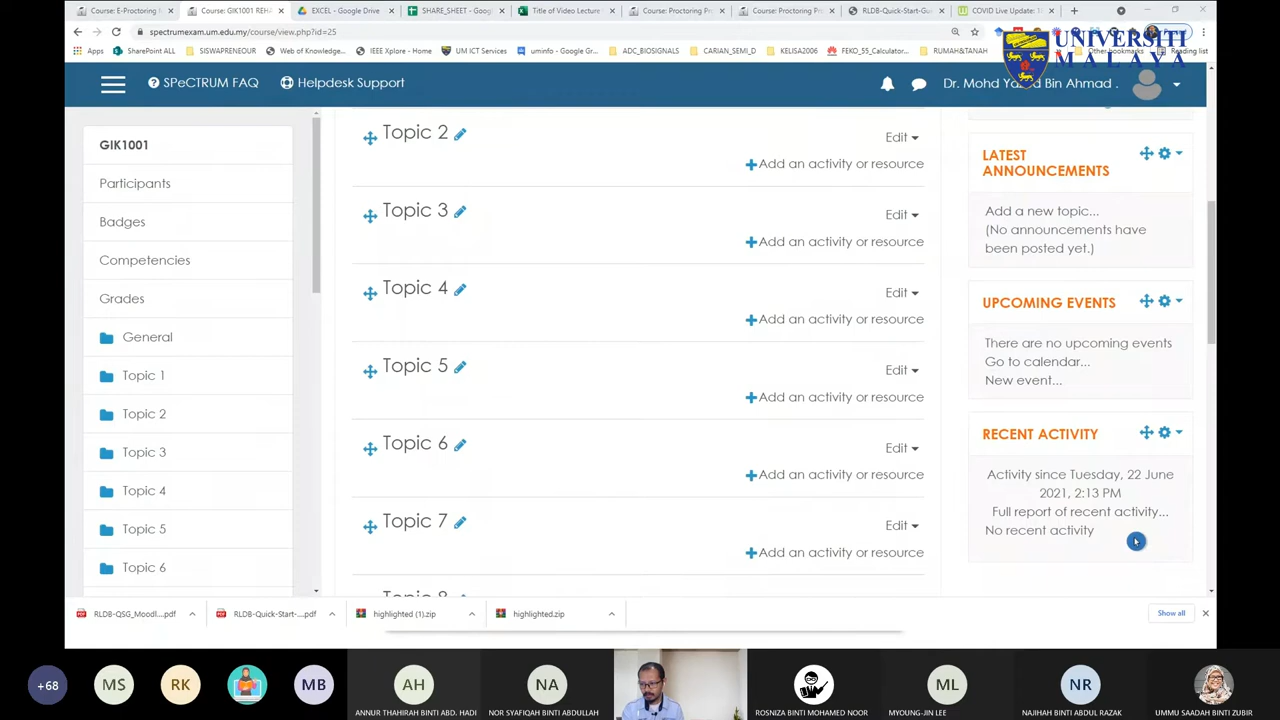 Course: E-Proctoring
Course: GIK1001 REHA
EXCEL - Google Drive
SHARE_SHEET - Goog
Title of Video Lecture
Course: Proctoring Pro
Course: Proctoring Pro
RLDB-Quick-Start-Gu
COVID Live Update: 1
spectrumexam.um.edu.my/course/view.php?id=25
Apps
SharePoint ALL
SISWAPRENEUR
Web of Knowledge...
IEEE Xplore - Home
UM ICT Services
uminfo - Google Gr...
ADC_BIOSIGNALS
CARIAN_SEMI_D
KELISA2006
FEKO_55_Calculator...
RUMAH&TANAH
Other bookmarks
Reading list
UNIVERSITI
MALAYA
SPeCTRUM FAQ
Helpdesk Support
Dr. Mohd Ya Bin Ahmad .
GIK1001
Participants
Badges
Competencies
Grades
General
Topic 1
Topic 2
Topic 3
Topic 4
Topic 5
Topic 6
Topic 2
Edit
Add an activity or resource
Topic 3
Edit
Add an activity or resource
Topic 4
Edit
Add an activity or resource
Topic 5
Edit
Add an activity or resource
Topic 6
Edit
Add an activity or resource
Topic 7
Edit
Add an activity or resource
LATEST
ANNOUNCEMENTS
Add a new topic...
(No announcements have
been posted yet.)
UPCOMING EVENTS
There are no upcoming events
Go to calendar...
New event...
RECENT ACTIVITY
Activity since Tuesday, 22 June
2021, 2:13 PM
Full report of recent activity...
No recent activity
RLDB-QSG_Moodl....pdf
RLDB-Quick-Start-....pdf
highlighted (1).zip
highlighted.zip
Show all
+68
MS
RK
MB
AH
ANNUR THAHIRAH BINTI ABD. HADI
NA
NOR SYAFIQAH BINTI ABDULLAH
ROSNIZA BINTI MOHAMED NOOR
ML
MYOUNG-JIN LEE
NR
NAJIHAH BINTI ABDUL RAZAK
UMMU SAADAH BINTI ZUBIR